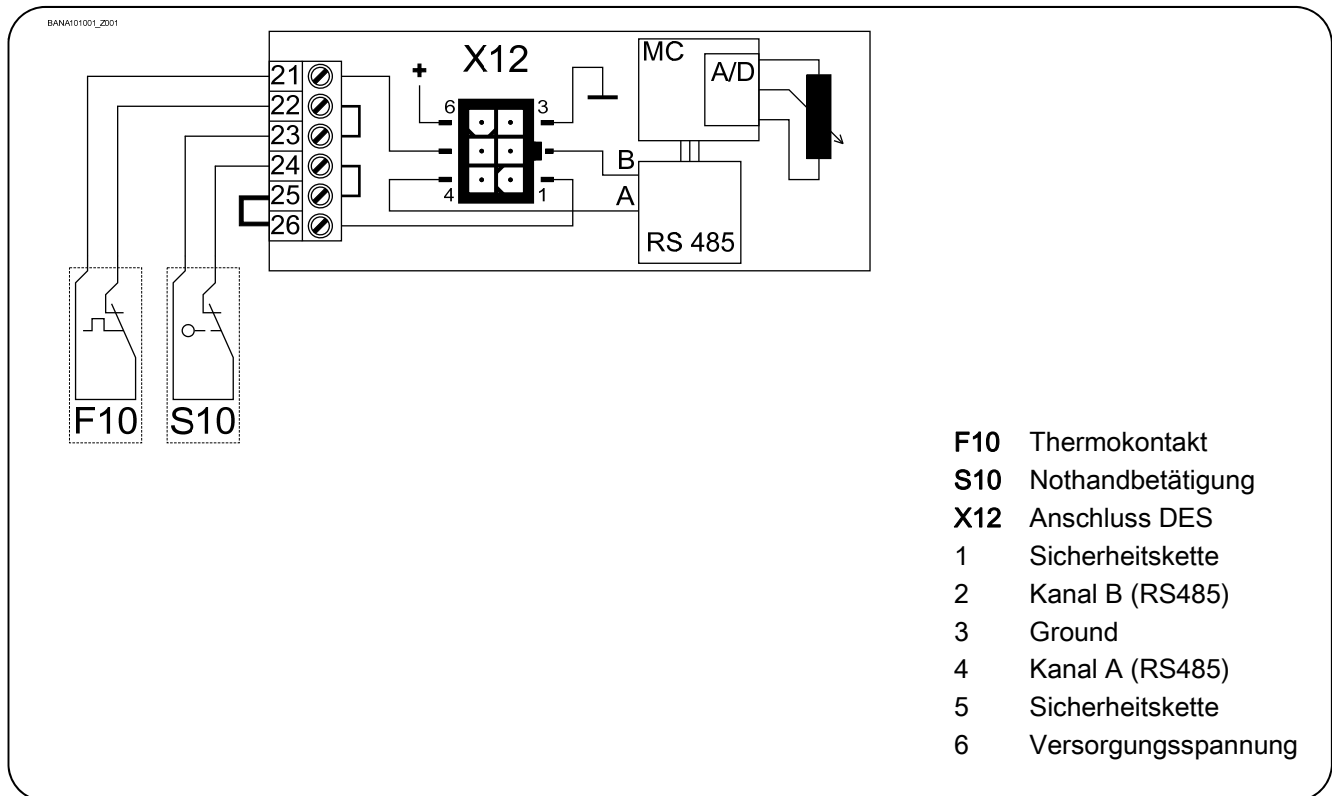 BANA101001_Z001
X12
MC
A/D
+
6
3
4
1
B
A
RS 485
21
22
23
24
25
26
F10
S10
F10 Thermokontakt
S10 Nothandbetätigung
X12 Anschluss DES
1 Sicherheitskette
2 Kanal B (RS485)
3 Ground
4 Kanal A (RS485)
5 Sicherheitskette
6 Versorgungsspannung